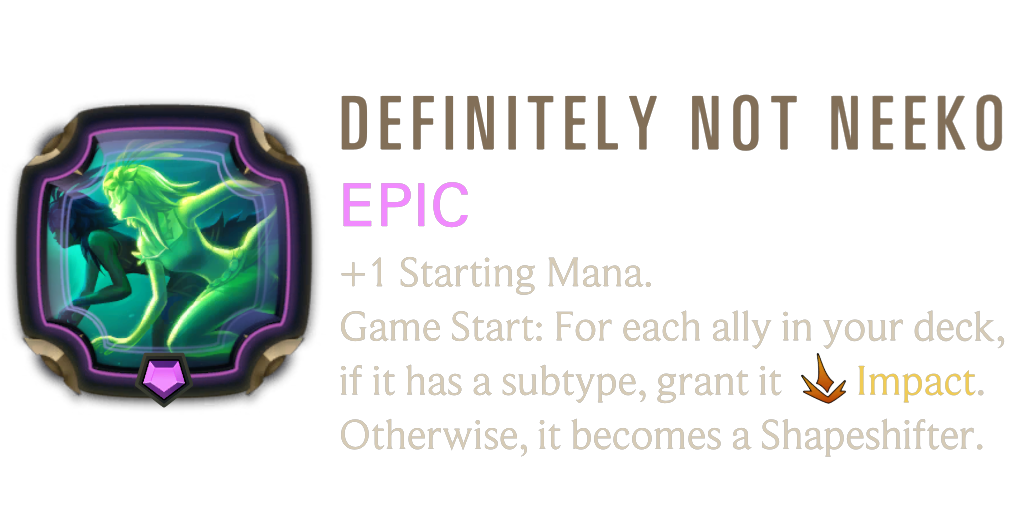 DEFINITELY NOT NEEKO
EPIC
+1 Starting Mana.
Game Start: For each ally in your deck,
if it has a subtype, grant it Impact.
Otherwise, it becomes a Shapeshifter.